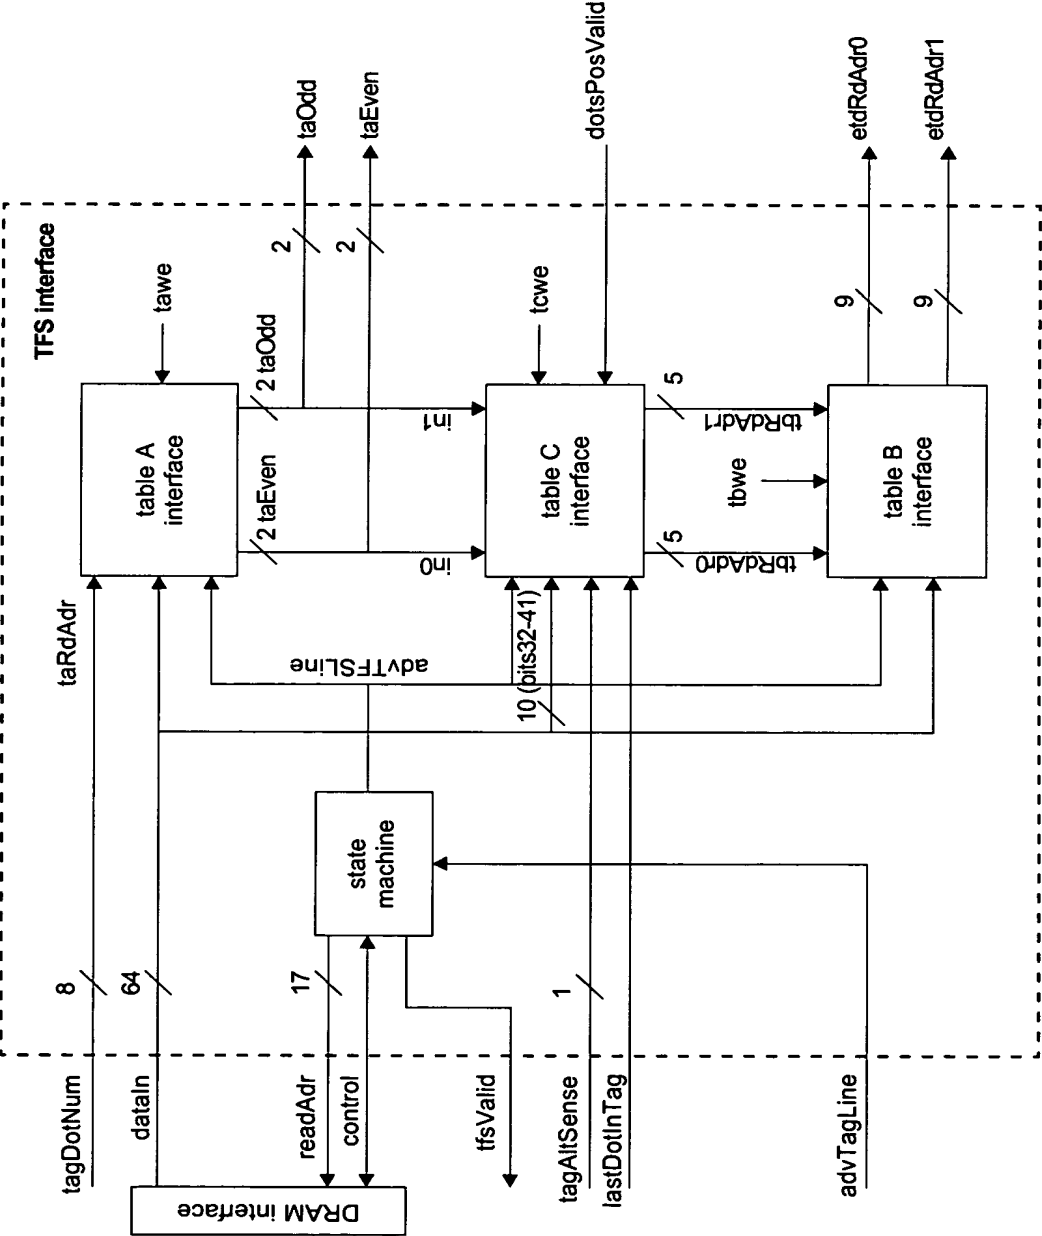 TFS interface
tagDotNum
8
taRdAdr
dataIn
64
table A
interface
tawe
2 taEven
2 taOdd
2
taOdd
2
taEven
in0
in1
DRAM interface
readAdr
17
control
state
machine
advTFSLine
tfsValid
10 (bits32-41)
table C
interface
tcwe
dotsPosValid
tagAltSense
1
lastDotInTag
5
tbRdAdr0
5
tbRdAdr1
tbwe
table B
interface
9
etdRdAdr0
9
etdRdAdr1
advTagLine